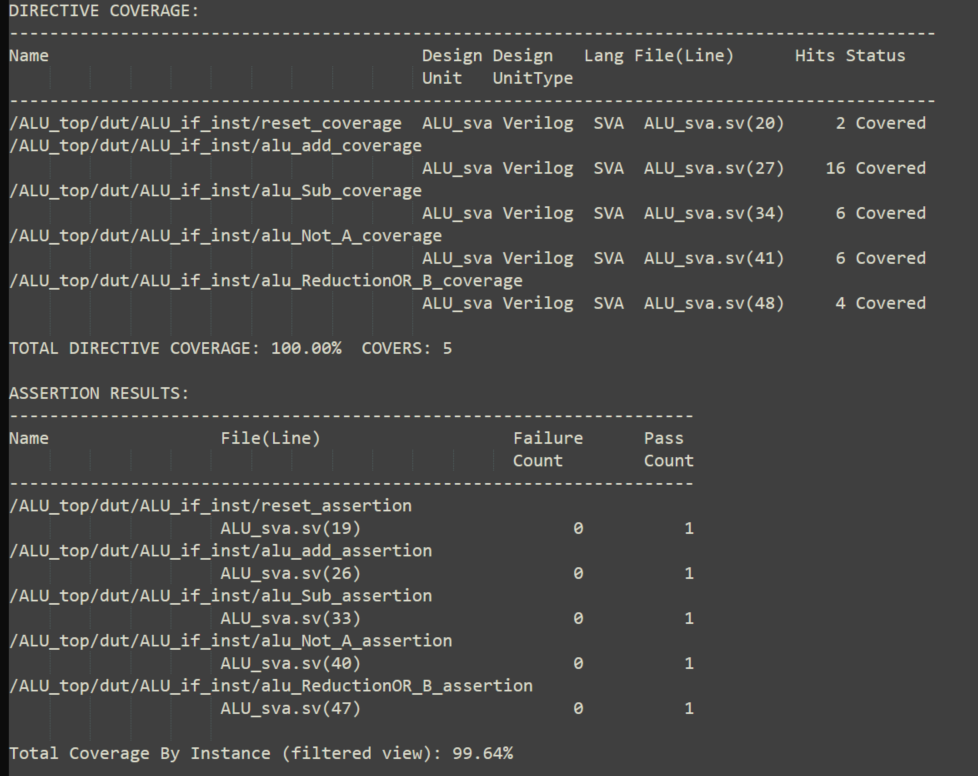 DIRECTIVE COVERAGE:
--------------------------------------------------------------------------------------------
Name                                     Design Design   Lang File(Line)      Hits Status
                                         Unit   UnitType
--------------------------------------------------------------------------------------------
/ALU_top/dut/ALU_if_inst/reset_coverage  ALU_sva Verilog  SVA  ALU_sva.sv(20)     2 Covered
/ALU_top/dut/ALU_if_inst/alu_add_coverage
                                         ALU_sva Verilog  SVA  ALU_sva.sv(27)    16 Covered
/ALU_top/dut/ALU_if_inst/alu_Sub_coverage
                                         ALU_sva Verilog  SVA  ALU_sva.sv(34)     6 Covered
/ALU_top/dut/ALU_if_inst/alu_Not_A_coverage
                                         ALU_sva Verilog  SVA  ALU_sva.sv(41)     6 Covered
/ALU_top/dut/ALU_if_inst/alu_ReductionOR_B_coverage
                                         ALU_sva Verilog  SVA  ALU_sva.sv(48)     4 Covered

TOTAL DIRECTIVE COVERAGE: 100.00%  COVERS: 5

ASSERTION RESULTS:
--------------------------------------------------------------------
Name                 File(Line)                   Failure      Pass
                                                  Count        Count
--------------------------------------------------------------------
/ALU_top/dut/ALU_if_inst/reset_assertion
                     ALU_sva.sv(19)                     0          1
/ALU_top/dut/ALU_if_inst/alu_add_assertion
                     ALU_sva.sv(26)                     0          1
/ALU_top/dut/ALU_if_inst/alu_Sub_assertion
                     ALU_sva.sv(33)                     0          1
/ALU_top/dut/ALU_if_inst/alu_Not_A_assertion
                     ALU_sva.sv(40)                     0          1
/ALU_top/dut/ALU_if_inst/alu_ReductionOR_B_assertion
                     ALU_sva.sv(47)                     0          1

Total Coverage By Instance (filtered view): 99.64%